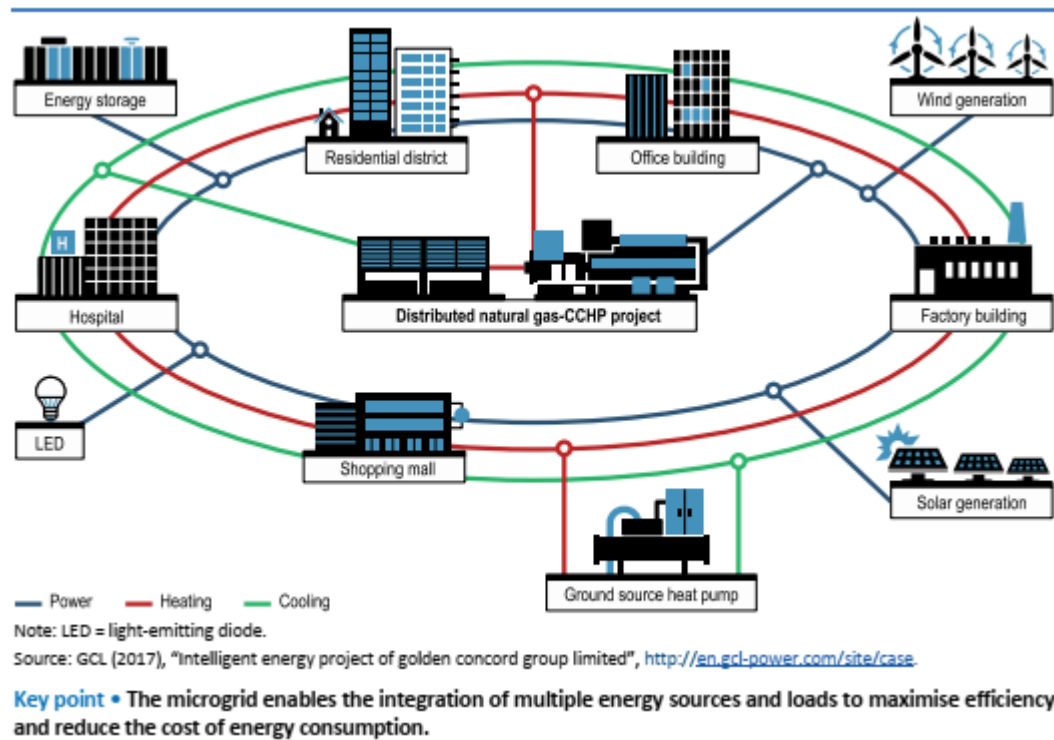 Energy storage
Residential district
Office building
Wind generation
H
Hospital
Distributed natural gas-CCHP project
Factory building
LED
Shopping mall
Solar generation
Ground source heat pump
Power Heating Cooling
Note: LED = light-emitting diode.
Source: GCL (2017), “Intelligent energy project of golden concord group limited”, http://en.gcl-power.com/site/case.
Key point • The microgrid enables the integration of multiple energy sources and loads to maximise efficiency
and reduce the cost of energy consumption.